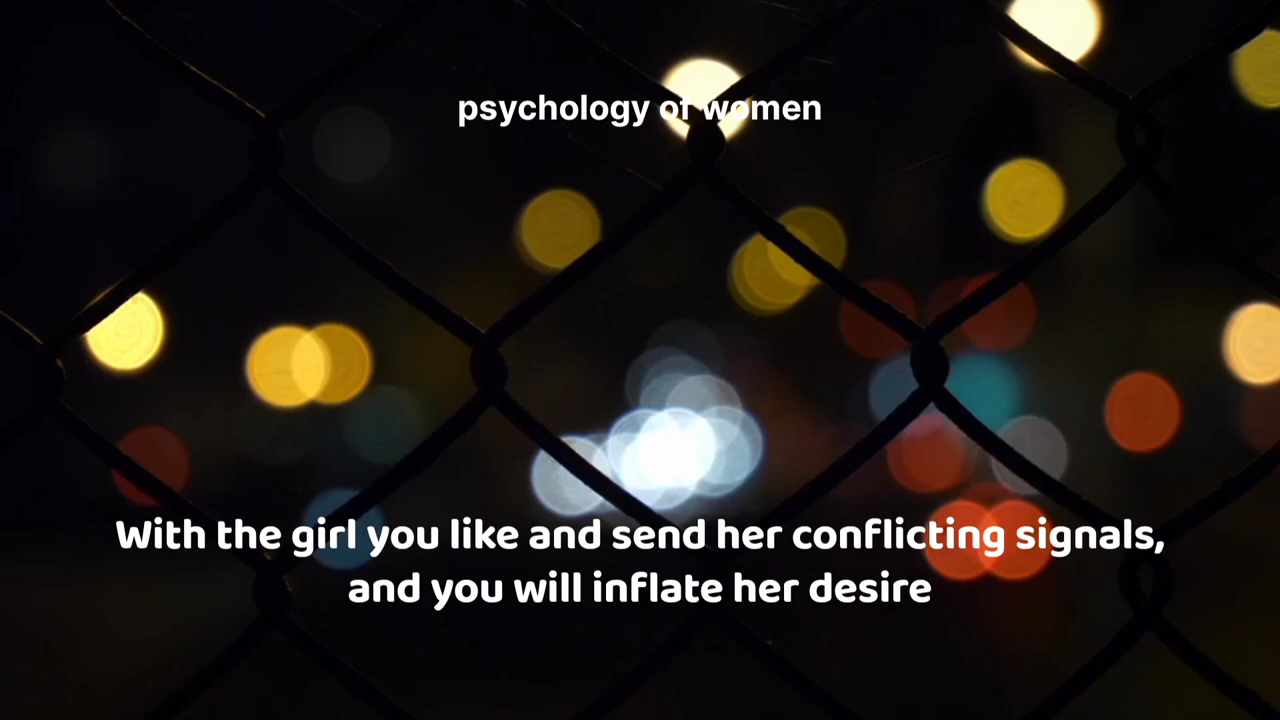 psychology of women
With the girl you like and send her conflicting signals,
and you will inflate her desire